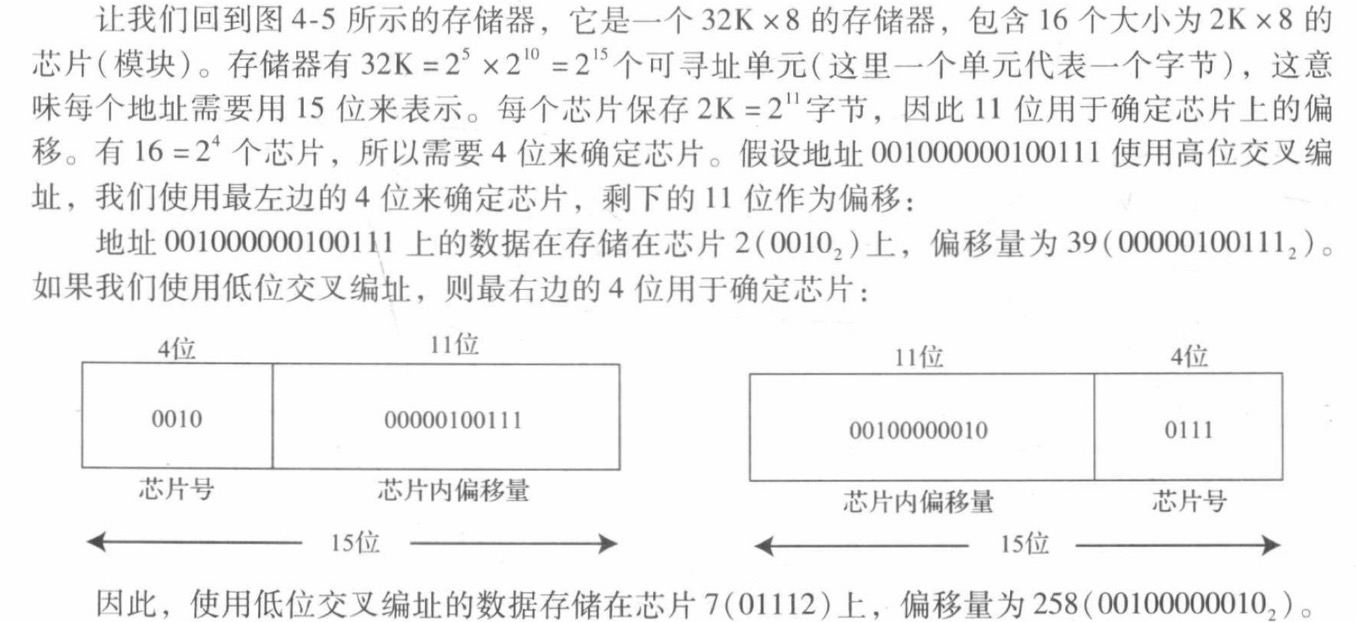 让我们回到图 4-5 所示的存储器，它是一个 32K × 8 的存储器，包含 16 个大小为 2K × 8 的
芯片(模块)。存储器有 32K = 2⁵ × 2¹⁰ = 2¹⁵个可寻址单元(这里一个单元代表一个字节)，这意
味每个地址需要用 15 位来表示。每个芯片保存 2K = 2¹¹字节，因此 11 位用于确定芯片上的偏
移。有 16 = 2⁴ 个芯片，所以需要 4 位来确定芯片。假设地址 001000000100111 使用高位交叉编
址，我们使用最左边的 4 位来确定芯片，剩下的 11 位作为偏移：
地址 001000000100111 上的数据在存储在芯片 2(0010₂)上，偏移量为 39(00000100111₂)。
如果我们使用低位交叉编址，则最右边的 4 位用于确定芯片：
4位 11位
0010 00000100111
芯片号 芯片内偏移量
15位
11位 4位
00100000010 0111
芯片内偏移量 芯片号
15位
因此，使用低位交叉编址的数据存储在芯片 7(01112)上，偏移量为 258(00100000010₂)。